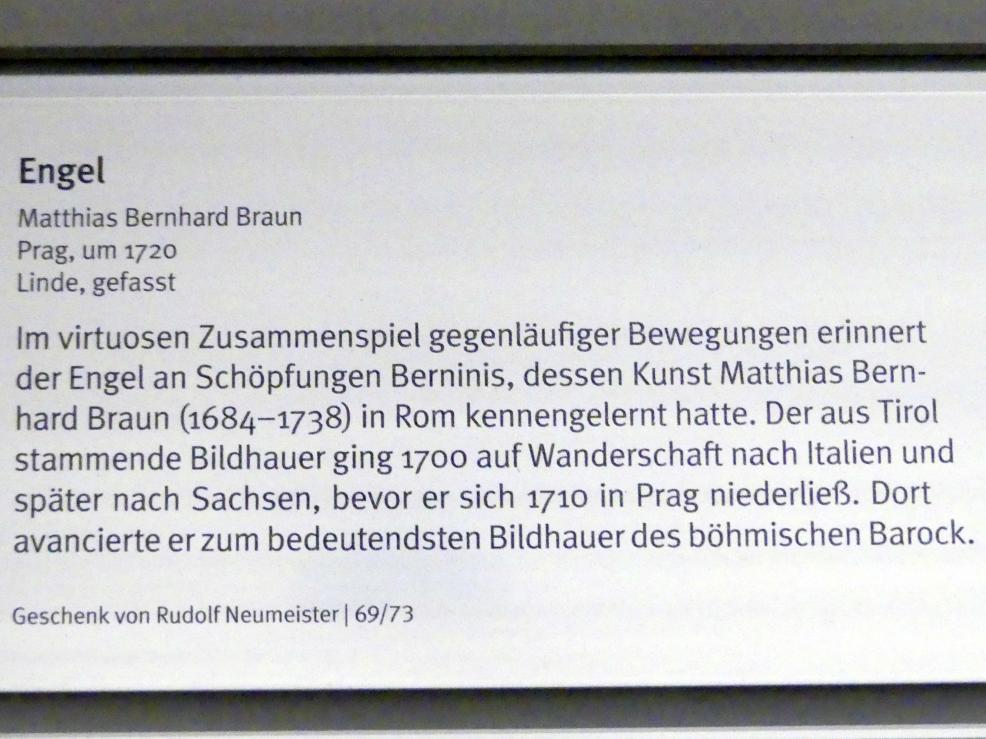 Engel
Matthias Bernhard Braun
Prag, um 1720
Linde, gefasst
Im virtuosen Zusammenspiel gegenläufiger Bewegungen erinnert
der Engel an Schöpfungen Berninis, dessen Kunst Matthias Bern-
hard Braun (1684–1738) in Rom kennengelernt hatte. Der aus Tirol
stammende Bildhauer ging 1700 auf Wanderschaft nach Italien und
später nach Sachsen, bevor er sich 1710 in Prag niederließ. Dort
avancierte er zum bedeutendsten Bildhauer des böhmischen Barock.
Geschenk von Rudolf Neumeister | 69/73